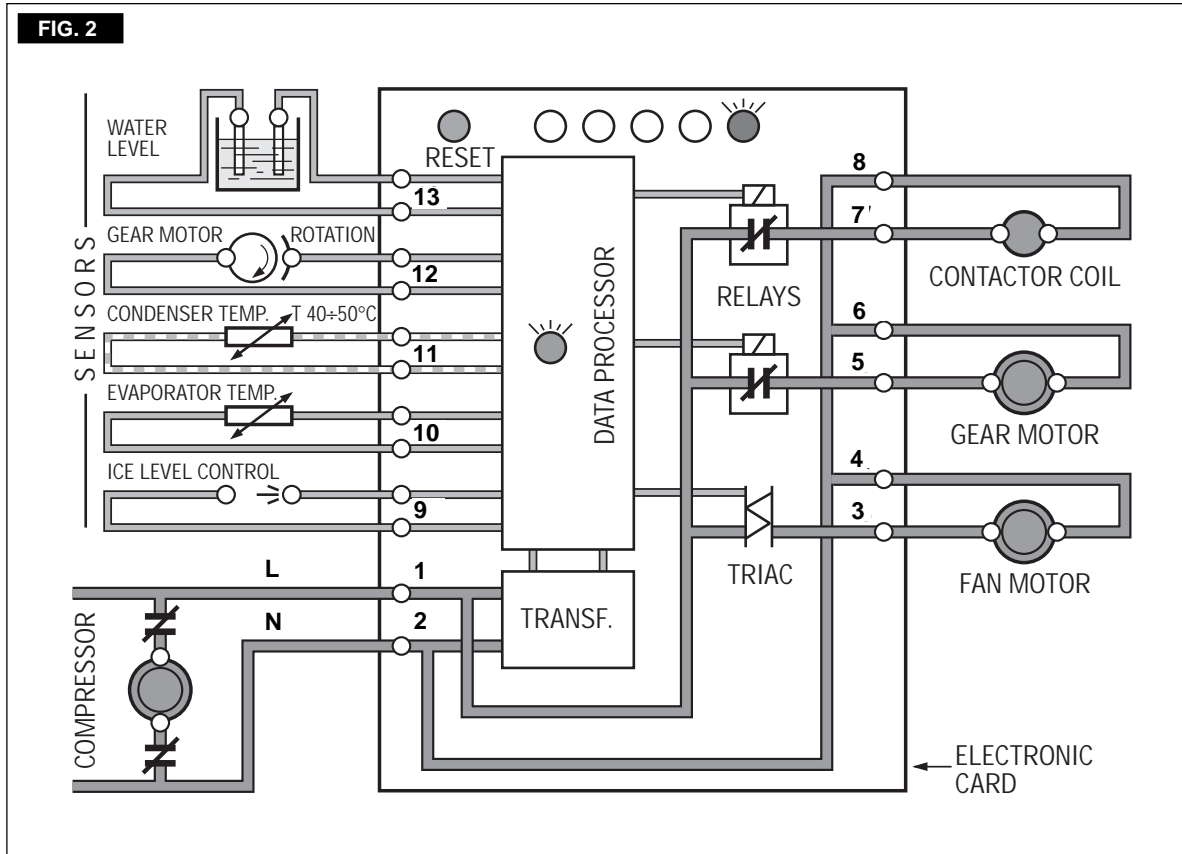 FIG. 2
WATER
LEVEL
RESET
13
GEAR MOTOR
ROTATION
12
CONDENSER TEMP.
T 40÷50°C
11
EVAPORATOR TEMP.
10
ICE LEVEL CONTROL
9
SENSORS
DATA PROCESSOR
RELAYS
TRIAC
TRANSF.
8
7
CONTACTOR COIL
6
5
GEAR MOTOR
4
3
FAN MOTOR
L
1
N
2
COMPRESSOR
ELECTRONIC
CARD